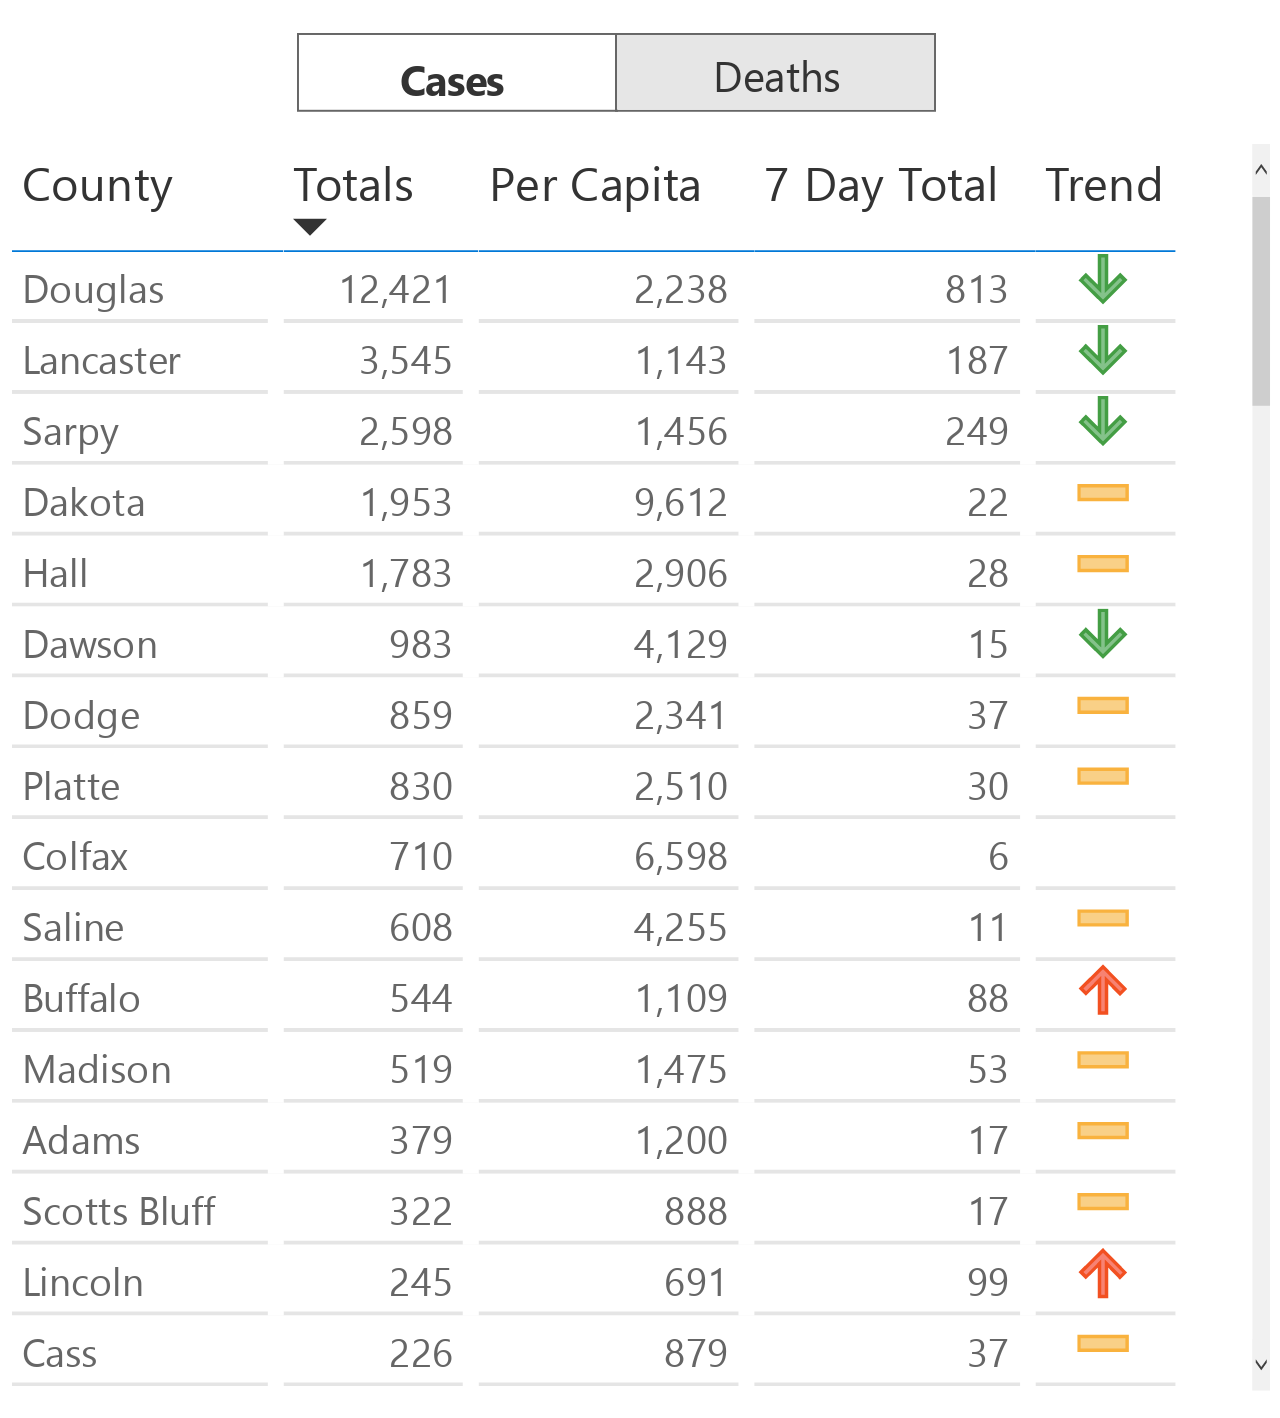 Cases Deaths
County Totals Per Capita 7 Day Total Trend
Douglas 12,421 2,238 813
Lancaster 3,545 1,143 187
Sarpy 2,598 1,456 249
Dakota 1,953 9,612 22
Hall 1,783 2,906 28
Dawson 983 4,129 15
Dodge 859 2,341 37
Platte 830 2,510 30
Colfax 710 6,598 6
Saline 608 4,255 11
Buffalo 544 1,109 88
Madison 519 1,475 53
Adams 379 1,200 17
Scotts Bluff 322 888 17
Lincoln 245 691 99
Cass 226 879 37